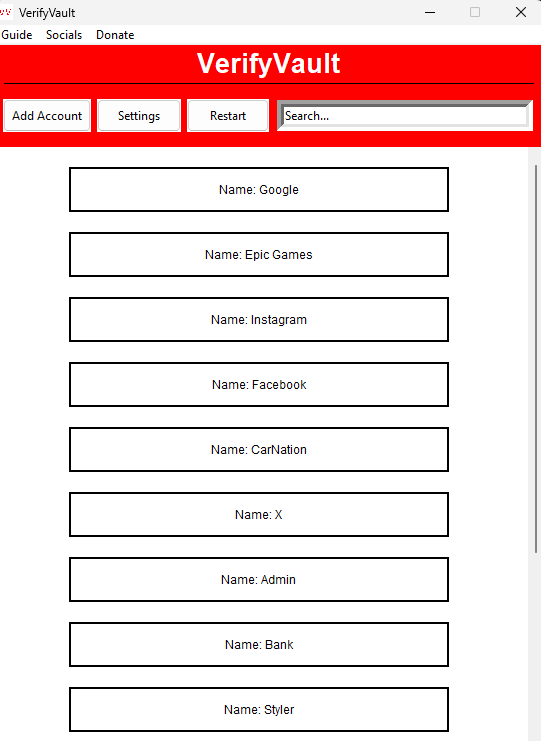 VerifyVault
Guide Socials Donate
VerifyVault
Add Account Settings Restart Search...
Name: Google
Name: Epic Games
Name: Instagram
Name: Facebook
Name: CarNation
Name: X
Name: Admin
Name: Bank
Name: Styler